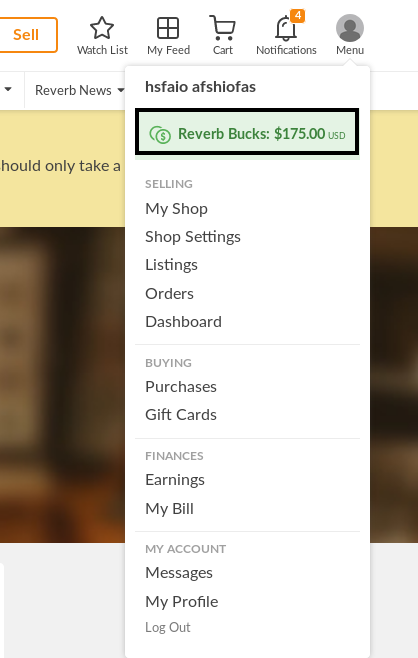 Sell
Watch List
My Feed
Cart
4
Notifications
Menu
Reverb News
hsfaio afshiofas
Reverb Bucks: $175.00 USD
should only take a
SELLING
My Shop
Shop Settings
Listings
Orders
Dashboard
BUYING
Purchases
Gift Cards
FINANCES
Earnings
My Bill
MY ACCOUNT
Messages
My Profile
Log Out